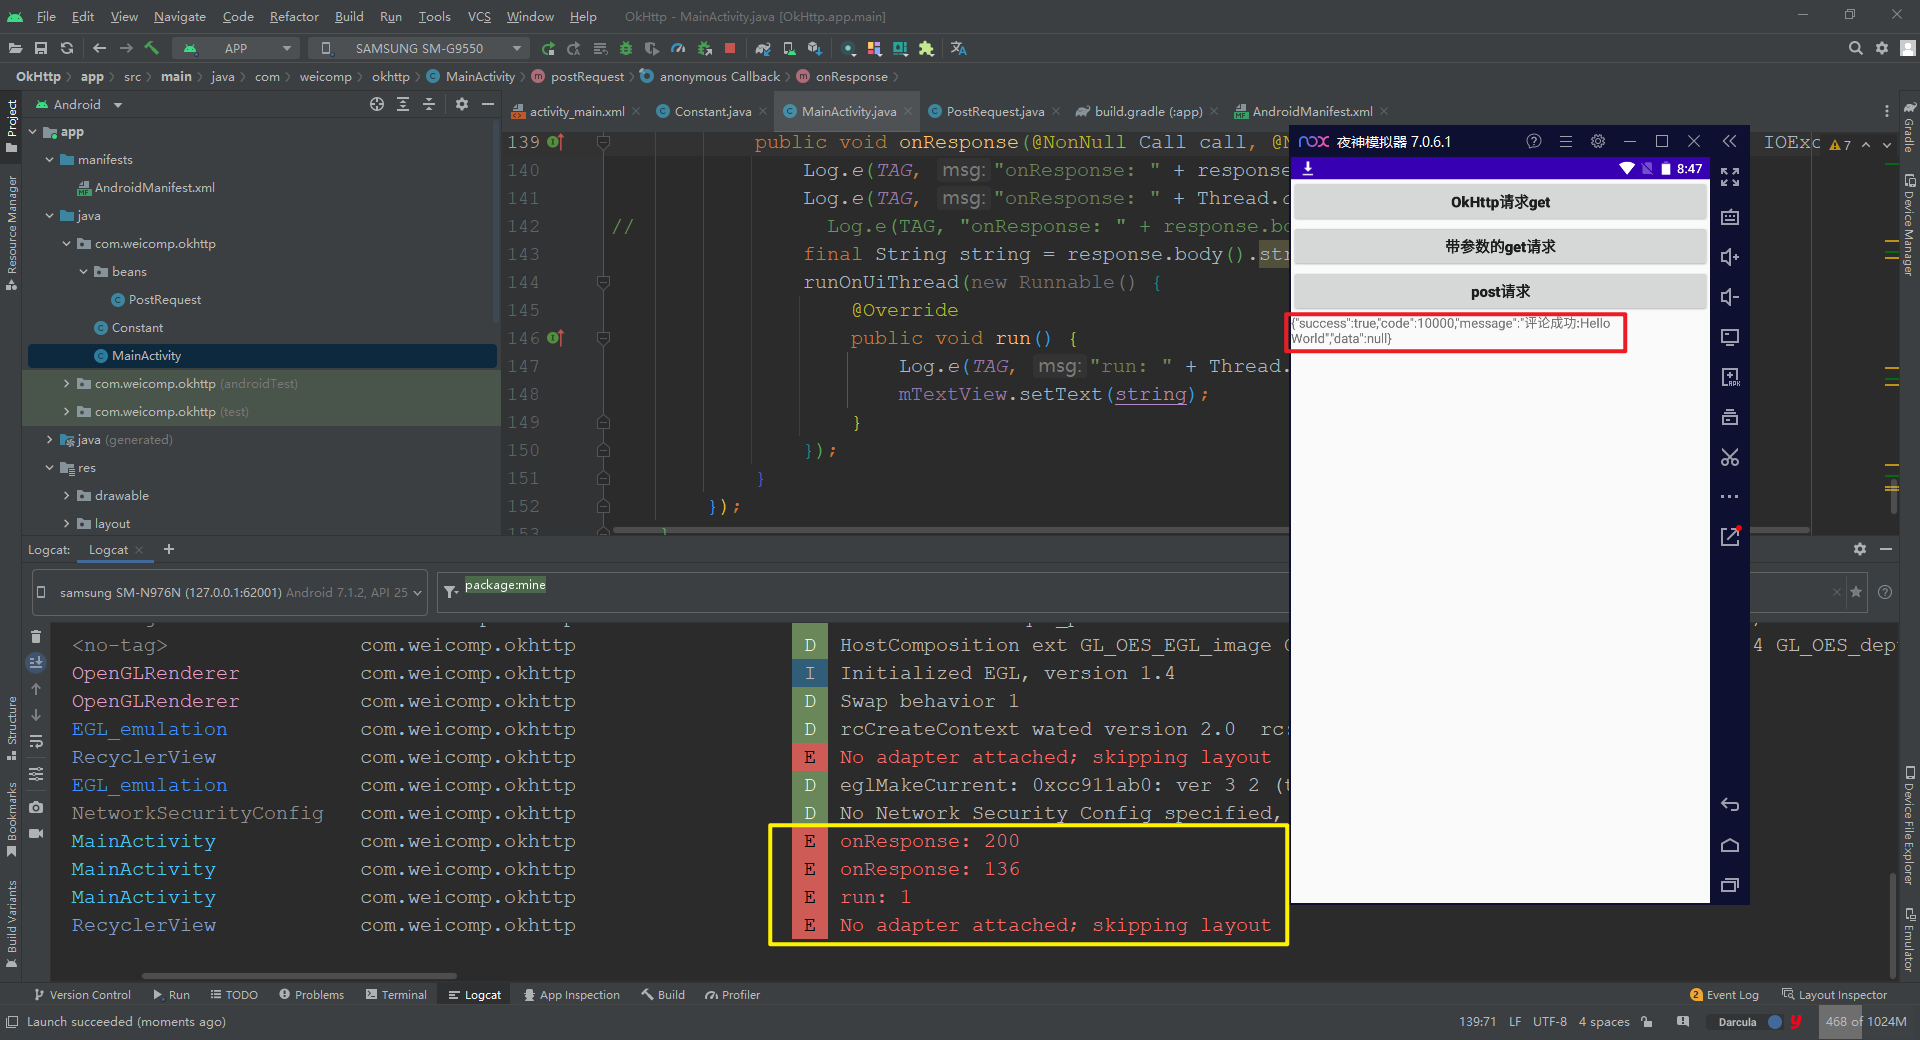 File Edit View Navigate Code Refactor Build Run Tools VCS Window Help OkHttp - MainActivity.java [OkHttp.app.main]
APP SAMSUNG SM-G9550
OkHttp app src main java com weicomp okhttp MainActivity postRequest anonymous Callback onResponse
Android
activity_main.xml Constant.java MainActivity.java PostRequest.java build.gradle (:app) AndroidManifest.xml
Project
Resource Manager
Structure
Bookmarks
Build Variants
app
manifests
AndroidManifest.xml
java
com.weicomp.okhttp
beans
PostRequest
Constant
MainActivity
com.weicomp.okhttp (androidTest)
com.weicomp.okhttp (test)
java (generated)
res
drawable
layout
139 public void onResponse(@NonNull Call call, @N IOExc 7
140 Log.e(TAG, msg: "onResponse: " + response
141 Log.e(TAG, msg: "onResponse: " + Thread.c
142 // Log.e(TAG, "onResponse: " + response.bo
143 final String string = response.body().str
144 runOnUiThread(new Runnable() {
145 @Override
146 public void run() {
147 Log.e(TAG, msg: "run: " + Thread.
148 mTextView.setText(string);
149 }
150 });
151 }
152 });
153
nox 夜神模拟器 7.0.6.1
8:47
OkHttp请求get
带参数的get请求
post请求
{"success":true,"code":10000,"message":"评论成功:Hello
World","data":null}
APK
Gradle
Device Manager
Device File Explorer
Emulator
Logcat: Logcat
samsung SM-N976N (127.0.0.1:62001) Android 7.1.2, API 25 package:mine
<no-tag> com.weicomp.okhttp D HostComposition ext GL_OES_EGL_image 4 GL_OES_dep
OpenGLRenderer com.weicomp.okhttp I Initialized EGL, version 1.4
OpenGLRenderer com.weicomp.okhttp D Swap behavior 1
EGL_emulation com.weicomp.okhttp D rcCreateContext wated version 2.0 rc
RecyclerView com.weicomp.okhttp E No adapter attached; skipping layout
EGL_emulation com.weicomp.okhttp D eglMakeCurrent: 0xcc911ab0: ver 3 2 (t
NetworkSecurityConfig com.weicomp.okhttp D No Network Security Config specified,
MainActivity com.weicomp.okhttp E onResponse: 200
MainActivity com.weicomp.okhttp E onResponse: 136
MainActivity com.weicomp.okhttp E run: 1
RecyclerView com.weicomp.okhttp E No adapter attached; skipping layout
Version Control Run TODO Problems Terminal Logcat App Inspection Build Profiler 2 Event Log Layout Inspector
Launch succeeded (moments ago) 139:71 LF UTF-8 4 spaces Darcula y 468 of 1024M